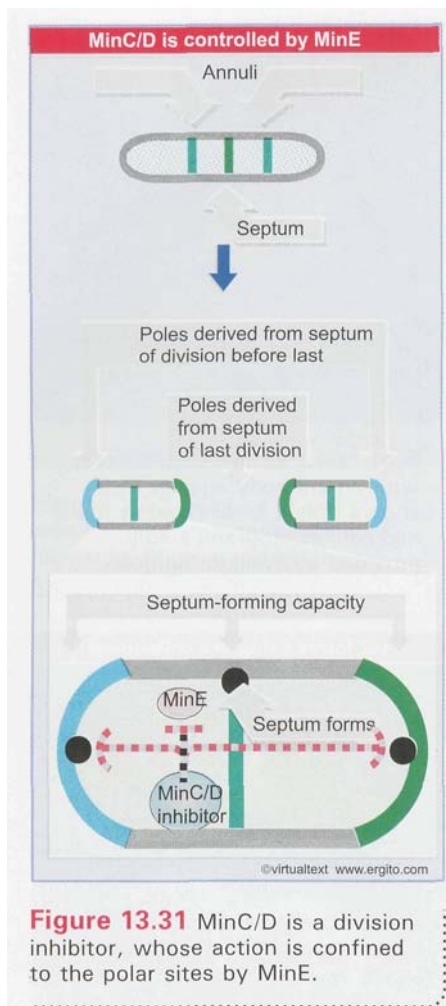 MinC/D is controlled by MinE
Annuli
Septum
Poles derived from septum
of division before last
Poles derived
from septum
of last division
Septum-forming capacity
MinE
Septum forms
MinC/D
inhibitor
©virtualtext www.ergito.com
Figure 13.31 MinC/D is a division
inhibitor, whose action is confined
to the polar sites by MinE.